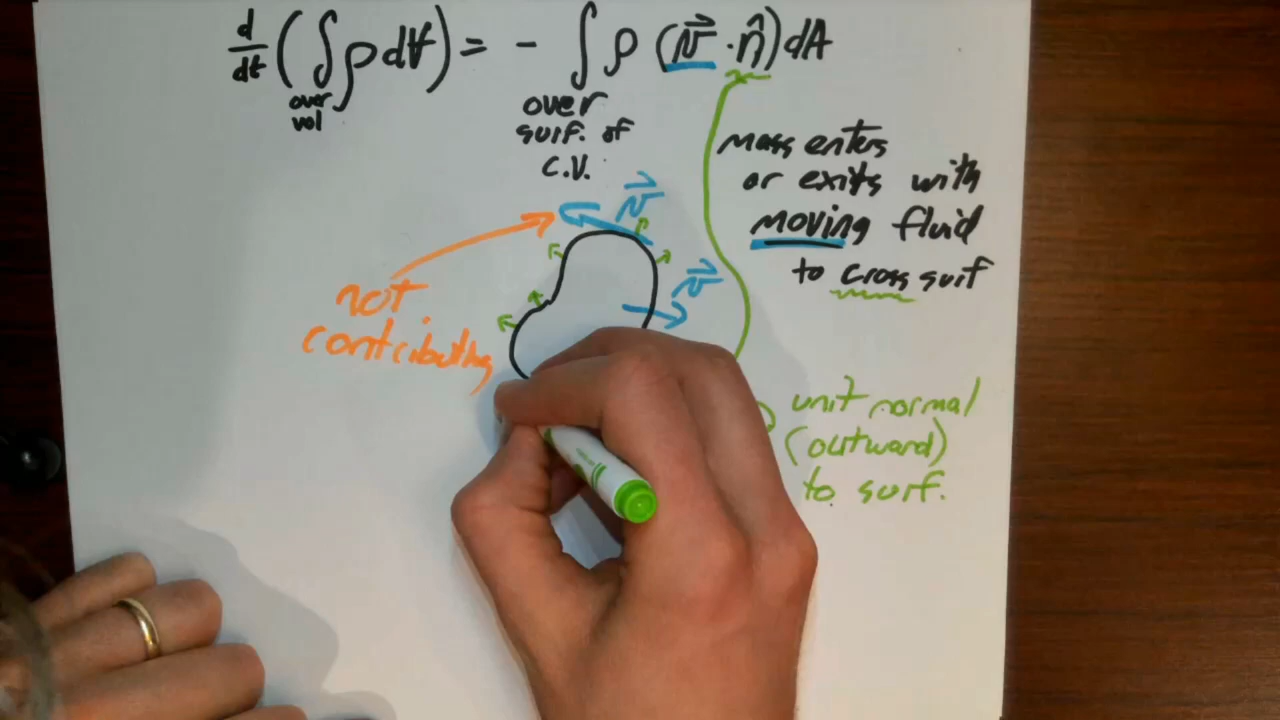 d/dt (∫ρdV) = - ∫ρ (v⃗ · n̂)dA
over
vol
over
surf. of
C.V.
mass enters
or exits with
moving fluid
to cross surf
v⃗
v⃗
not
contributing
unit normal
(outward)
to surf.